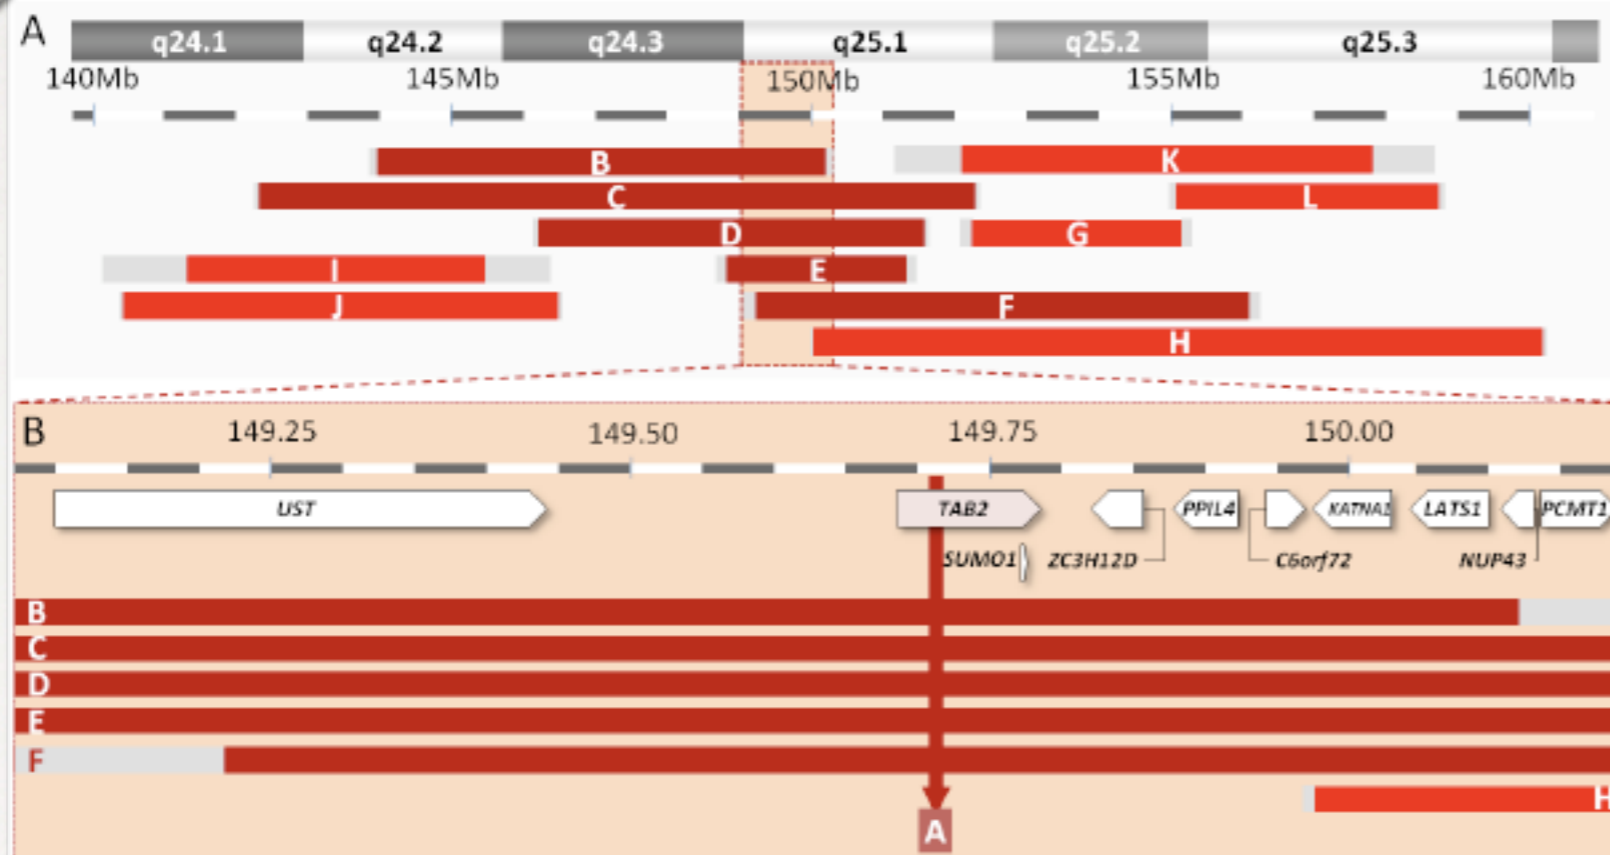 A
q24.1 q24.2 q24.3 q25.1 q25.2 q25.3
140Mb 145Mb 150Mb 155Mb 160Mb
B K
C L
D G
I E
J F
H
B 149.25 149.50 149.75 150.00
UST TAB2 PPIL4 KATNA1 LATS1 PCMT1
SUMO1 ZC3H12D C6orf72 NUP43
B
C
D
E
F
H
A